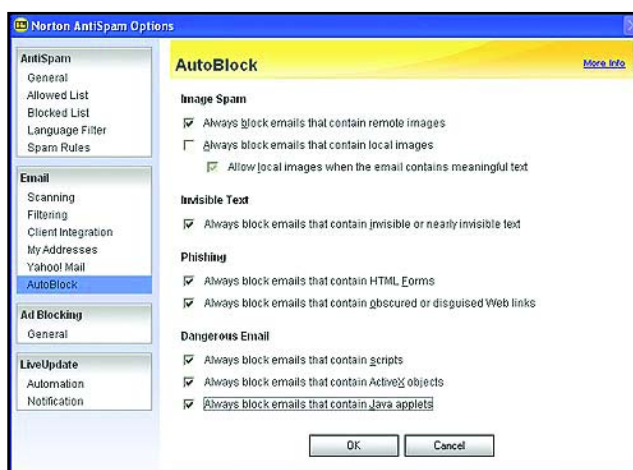 Norton AntiSpam Options
AntiSpam
General
Allowed List
Blocked List
Language Filter
Spam Rules
Email
Scanning
Filtering
Client Integration
My Addresses
Yahoo! Mail
AutoBlock
Ad Blocking
General
LiveUpdate
Automation
Notification
AutoBlock
More Info
Image Spam
Always block emails that contain remote images
Always block emails that contain local images
Allow local images when the email contains meaningful text
Invisible Text
Always block emails that contain invisible or nearly invisible text
Phishing
Always block emails that contain HTML Forms
Always block emails that contain obscured or disguised Web links
Dangerous Email
Always block emails that contain scripts
Always block emails that contain ActiveX objects
Always block emails that contain Java applets
OK
Cancel